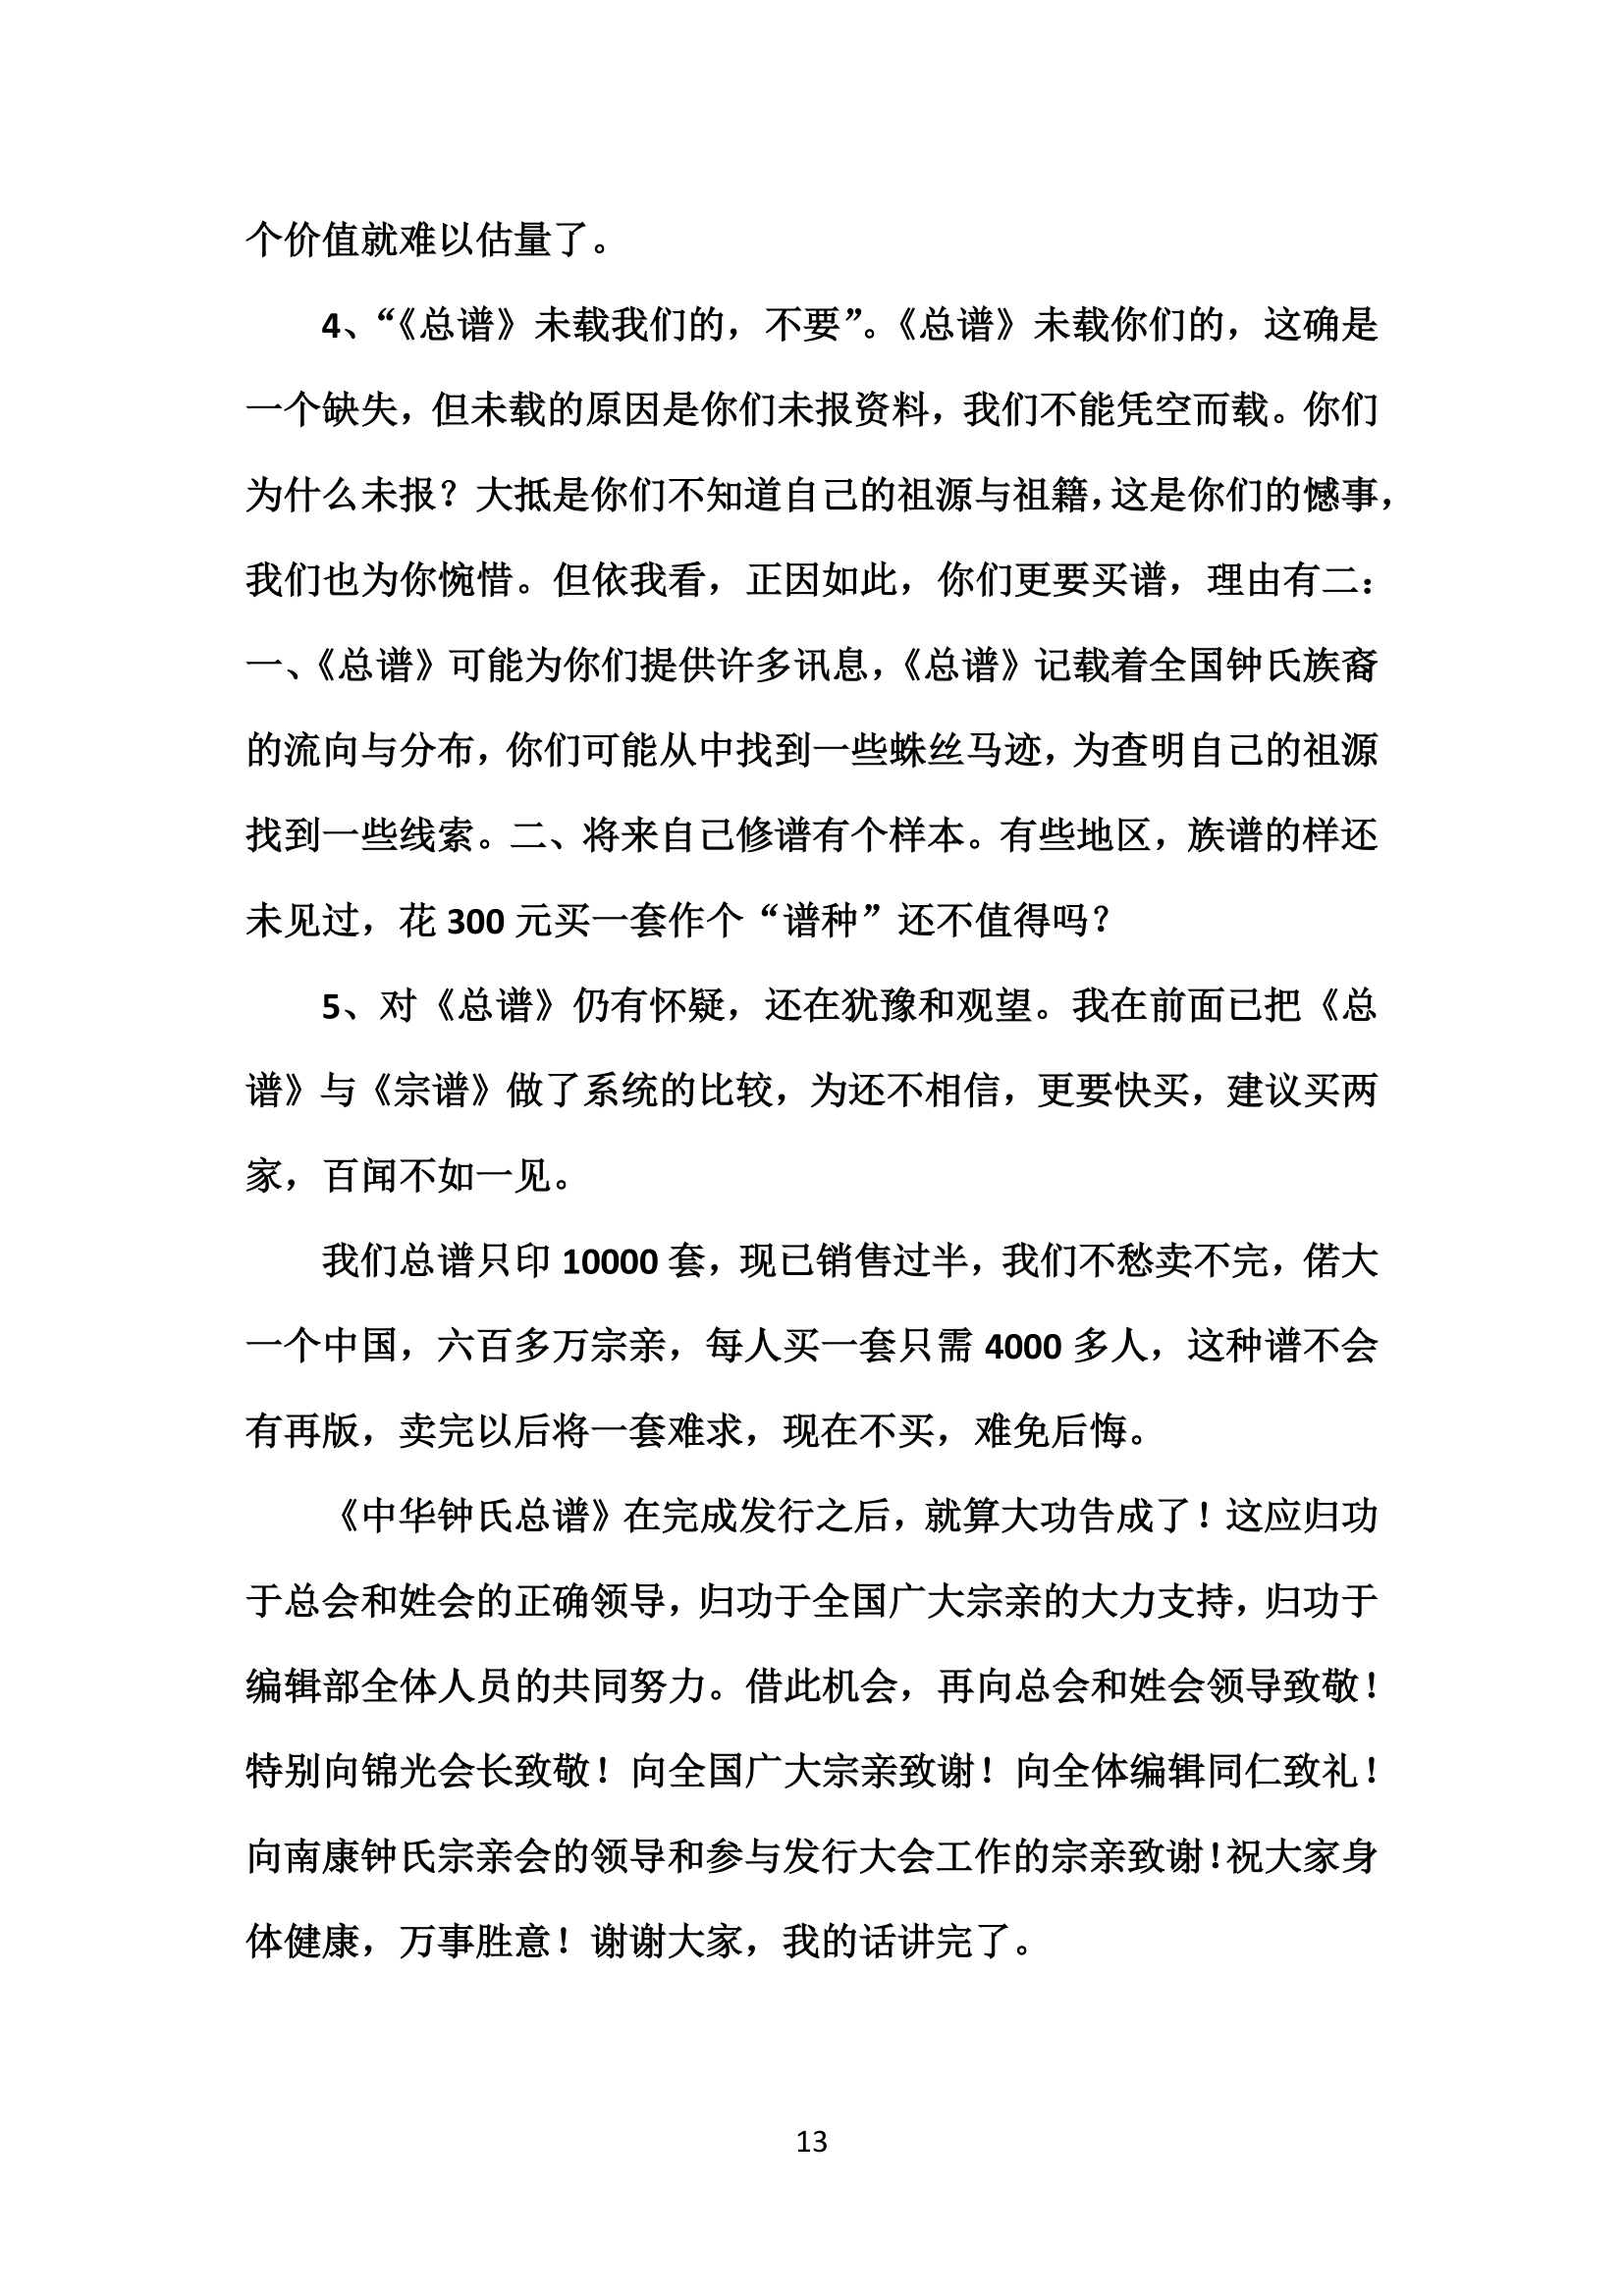 个价值就难以估量了。
4、“《总谱》未载我们的，不要”。《总谱》未载你们的，这确是
一个缺失，但未载的原因是你们未报资料，我们不能凭空而载。你们
为什么未报？大抵是你们不知道自己的祖源与祖籍，这是你们的憾事，
我们也为你惋惜。但依我看，正因如此，你们更要买谱，理由有二：
一、《总谱》可能为你们提供许多讯息，《总谱》记载着全国钟氏族裔
的流向与分布，你们可能从中找到一些蛛丝马迹，为查明自己的祖源
找到一些线索。二、将来自己修谱有个样本。有些地区，族谱的样还
未见过，花 300 元买一套作个“谱种”还不值得吗？
5、对《总谱》仍有怀疑，还在犹豫和观望。我在前面已把《总
谱》与《宗谱》做了系统的比较，为还不相信，更要快买，建议买两
家，百闻不如一见。
我们总谱只印 10000 套，现已销售过半，我们不愁卖不完，偌大
一个中国，六百多万宗亲，每人买一套只需 4000 多人，这种谱不会
有再版，卖完以后将一套难求，现在不买，难免后悔。
《中华钟氏总谱》在完成发行之后，就算大功告成了！这应归功
于总会和姓会的正确领导，归功于全国广大宗亲的大力支持，归功于
编辑部全体人员的共同努力。借此机会，再向总会和姓会领导致敬！
特别向锦光会长致敬！向全国广大宗亲致谢！向全体编辑同仁致礼！
向南康钟氏宗亲会的领导和参与发行大会工作的宗亲致谢！祝大家身
体健康，万事胜意！谢谢大家，我的话讲完了。
13